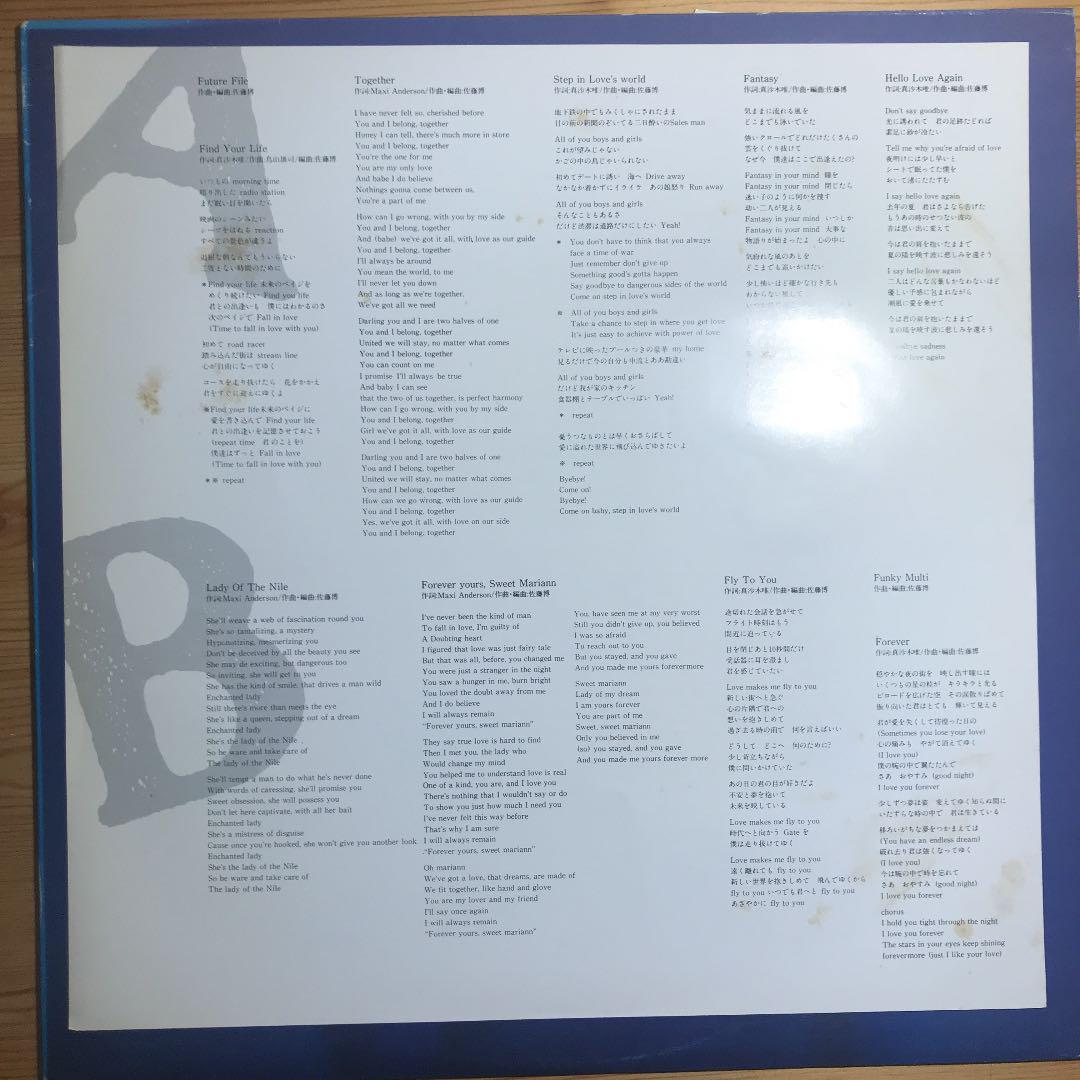 A
Future File
作曲・編曲:佐藤博
Find Your Life
作詞:真沙木唯/作曲:鳥山雄司/編曲:佐藤博
いつもの morning time
鳴り出した radio station
まだ眠い目を開いたら
映画のシーンみたい
シーツをはねる reaction
すべての景色が違うよ
退屈な朝なんてもういらない
二度とない時間のために
*Find your life 未来のページを
めくり続けたい Find you life
君との出逢いも 僕にはわかるのさ
次のページで Fall in love
(Time to fall in love with you)
初めて road racer
踏み込んだ街は stream line
心が自由になってゆく
コースを走り抜けたら 花をかかえ
君をすぐに迎えにゆくよ
※Find your life未来のページに
愛を書き込んで Find your life
君との出逢いを記憶させておこう
(repeat time 君のことを)
僕達はずっと Fall in love
(Time to fall in love with you)
*※ repeat
Together
作詞:Maxi Anderson/作曲・編曲:佐藤博
I have never felt so, cherished before
You and I belong, together
Honey I can tell, there's much more in store
You and I belong, together
You're the one for me
You are my only love
And babe I do believe
Nothings gonna come between us,
You're a part of me
How can I go wrong, with you by my side
You and I belong, together
And (babe) we've got it all, with love as our guide
You and I belong, together
I'll always be around
You mean the world, to me
I'll never let you down
And as long as we're together,
We've got all we need
Darling you and I are two halves of one
You and I belong, together
United we will stay, no matter what comes
You and I belong, together
You can count on me
I promise I'll always be true
And baby I can see
that the two of us together, is perfect harmony
How can I go wrong, with you by my side
You and I belong, together
Girl we've got it all, with love as our guide
You and I belong, together
Darling you and I are two halves of one
You and I belong, together
United we will stay, no matter what comes
You and I belong, together
How can we go wrong, with love as our guide
You and I belong, together
Yes, we've got it all, with love on our side
You and I belong, together
Step in Love's world
作詞:真沙木唯/作曲・編曲:佐藤博
地下鉄の中でもみくしゃにされたまま
目の前の新聞のぞいてる二日酔いのSales man
All of you boys and girls
これが望みじゃない
かごの中の鳥じゃいられない
初めてデートに誘い 海へ Drive away
なかなか着かずにイライラ あの娘怒り Run away
All of you boys and girls
そんなこともあるさ
だけど渋滞は道路だけにしたい Yeah!
* You don't have to think that you always
face a time of war
Just remember don't give up
Something good's gotta happen
Say goodbye to dangerous sides of the world
Come on step in love's world
※ All of you boys and girls
Take a chance to step in where you get love
It's just easy to achieve with power of love
テレビに映ったプールつきの豪華 my home
見るだけで今の自分も中流とああ勘違い
All of you boys and girls
だけど我が家のキッチン
食器棚とテーブルでいっぱい Yeah!
* repeat
憂うつなものとは早くおさらばして
愛に溢れた世界に飛び込んでゆきたいよ
※ repeat
Byebye!
Come on!
Byebye!
Come on baby, step in love's world
Fantasy
作詞:真沙木唯/作曲・編曲:佐藤博
気ままに流れる風を
どこまでも泳いでいた
強いクロールでどれだけたくさんの
雲をくぐり抜けて
なぜ今 僕達はここで出逢えたの?
Fantasy in your mind 瞳を
Fantasy in your mind 閉じたら
迷い子のように何かを捜す
幼い二人が見える
Fantasy in your mind いつしか
Fantasy in your mind 大事な
物語りが始まったよ 心の中に
気紛れな風のあとを
どこまでも追いかけたい
少し怖いほど確かな行き先も
わからない旅して
Hello Love Again
作詞:真沙木唯/作曲・編曲:佐藤博
Don't say goodbye
光に誘われて 君の足跡たどれば
素足に砂が冷たい
Tell me why you're afraid of love
夜明けには少し早いと
シートで眠ってた僕を
おいて渚にたたずむ
I say hello love again
去年の夏 君はさよなら告げた
もうあの時のせつない波の
音は思い出に変えて
今は君の肩を抱いたままで
夏の陽を映す波に悲しみを還そう
I say hello love again
二人はどんな言葉もかなわないほど
優しい予感に包まれながら
潮風に愛を乗せて
今は君の肩を抱いたままで
夏の陽を映す波に悲しみを還そう
sadness
love again
B
Lady Of The Nile
作詞:Maxi Anderson/作曲・編曲:佐藤博
She'll weave a web of fascination round you
She's so tantalizing, a mystery
Hypnotizing, mesmerizing you
Don't be deceived by all the beauty you see
She may de exciting, but dangerous too
So inviting, she will get to you
She has the kind of smile, that drives a man wild
Enchanted lady
Still there's more than meets the eye
She's like a queen, stepping out of a dream
Enchanted lady
She's the lady of the Nile
So be ware and take care of
The lady of the Nile
She'll tempt a man to do what he's never done
With words of caressing, she'll promise you
Sweet obsession, she will possess you
Don't let here captivate, with all her bail
Enchanted lady
She's a mistress of disguise
Cause once you're hooked, she won't give you another look
Enchanted lady
She's the lady of the Nile
So be ware and take care of
The lady of the Nile
Forever yours, Sweet Mariann
作詞:Maxi Anderson/作曲・編曲:佐藤博
I've never been the kind of man
To fall in love, I'm guilty of
A Doubting heart
I figured that love was just fairy tale
But that was all, before, you changed me
You were just a stranger in the night
You saw a hunger in me, burn bright
You loved the doubt away from me
And I do believe
I will always remain
"Forever yours, sweet mariann"
They say true love is hard to find
Then I met you, the lady who
Would change my mind
You helped me to understand love is real
One of a kind, you are, and I love you
There's nothing that I wouldn't say or do
To show you just how much I need you
I've never felt this way before
That's why I am sure
I will always remain
"Forever yours, sweet mariann"
Oh mariann
We've got a love, that dreams, are made of
We fit together, like hand and glove
You are my lover and my friend
I'll say once again
I will always remain
"Forever yours, sweet mariann"
You, have seen me at my very worst
Still you didn't give up, you believed
I was so afraid
To reach out to you
But you stayed, and you gave
And you made me yours forevermore
Sweet mariann
Lady of my dream
I am yours forever
You are part of me
Sweet, sweet mariann
Only you believed in me
(so) you stayed, and you gave
And you made me yours forever more
Fly To You
作詞:真沙木唯/作曲・編曲:佐藤博
途切れた会話を急がせて
フライト時刻はもう
間近に迫っている
目を閉じあと10秒間だけ
受話器に耳を澄まし
君を感じていたい
Love makes me fly to you
新しい街へと急ぐ
心の片隅で君への
想いを抱きしめて
過ぎ去る時の雨で 何を言えばいい
どうして どこへ 何のために?
少し苛立ちながら
僕に問いかけていた
あの日の君の目が好きだよ
不安と夢を抱いて
未来を映している
Love makes me fly to you
時代へと向かう Gate を
僕は走り抜けてゆく
Love makes me fly to you
遠く離れても fly to you
新しい世界を抱きしめて 飛んでゆくから
fly to you いつでも君へと fly to you
あざやかに fly to you
Funky Multi
作曲・編曲:佐藤博
Forever
作詞:真沙木唯/作曲・編曲:佐藤博
穏やかな夜の街を 映し出す瞳には
いくつもの星の粒が キラキラと光る
ビロードを広げた空 その涙散りばめて
振り向いた君はとても 輝いて見える
君が愛を失くして彷徨った日の
(Sometimes you lose your love)
心の痛みも やがて消えてゆく
(I love you)
僕の腕の中で翼たたんで
さあ おやすみ (good night)
I love you forever
少しずつ夢は姿 変えてゆく知らぬ間に
いたずらな時の中で 君は生きている
移ろいがちな夢をつかまえては
(You have an endless dream)
疲れ去り君は強くなってゆく
(I love you)
今は腕の中で時を忘れて
さあ おやすみ (good night)
I love you forever
chorus
I hold you tight through the night
I love you forever
The stars in your eyes keep shining
forevermore (just I like your love)